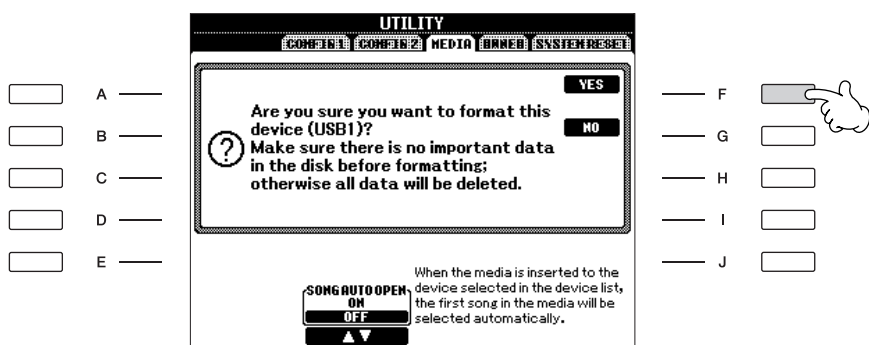 UTILITY
CONFIG 1 CONFIG 2 MEDIA OWNER SYSTEM RESET
YES
Are you sure you want to format this
device (USB1)?
NO
Make sure there is no important data
in the disk before formatting;
otherwise all data will be deleted.
A
B
C
D
E
F
G
H
I
J
SONG AUTO OPEN
ON
OFF
When the media is inserted to the
device selected in the device list,
the first song in the media will be
selected automatically.